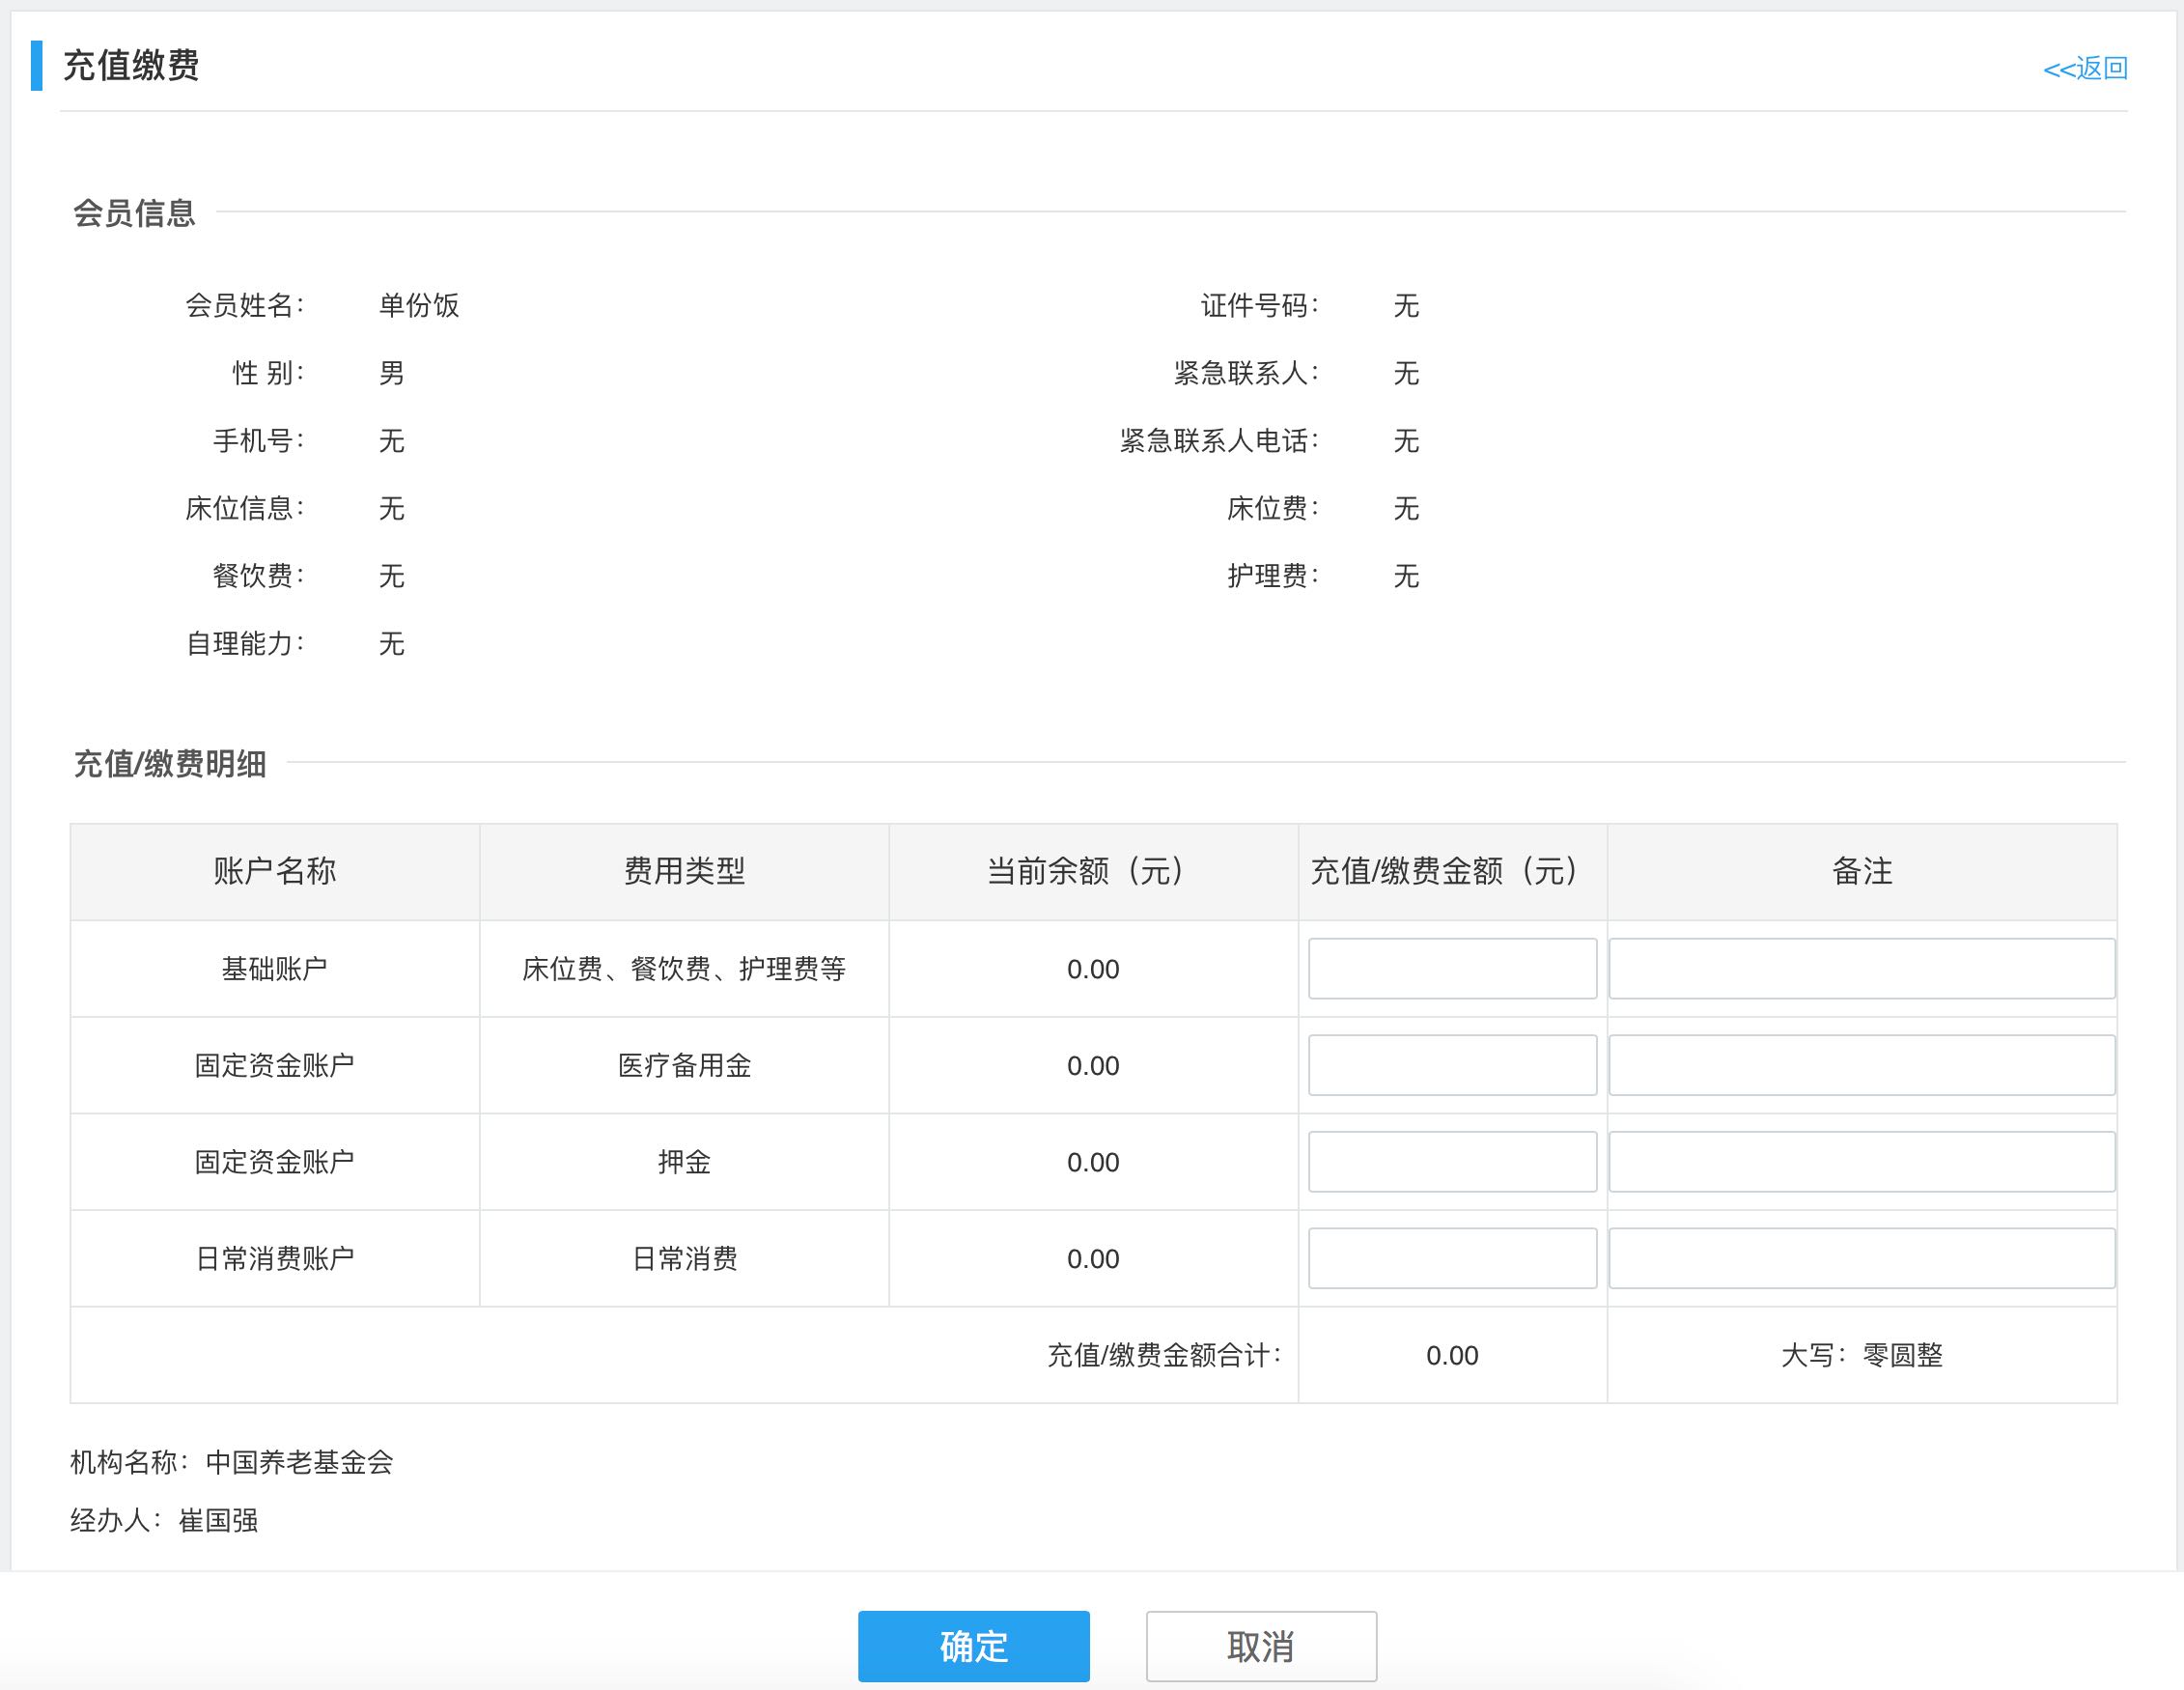 充值缴费
<<返回
会员信息
会员姓名： 单份饭 证件号码： 无
性 别： 男 紧急联系人： 无
手机号： 无 紧急联系人电话： 无
床位信息： 无 床位费： 无
餐饮费： 无 护理费： 无
自理能力： 无
充值/缴费明细
账户名称 费用类型 当前余额（元） 充值/缴费金额（元） 备注
基础账户 床位费、餐饮费、护理费等 0.00
固定资金账户 医疗备用金 0.00
固定资金账户 押金 0.00
日常消费账户 日常消费 0.00
充值/缴费金额合计： 0.00 大写：零圆整
机构名称：中国养老基金会
经办人：崔国强
确定 取消